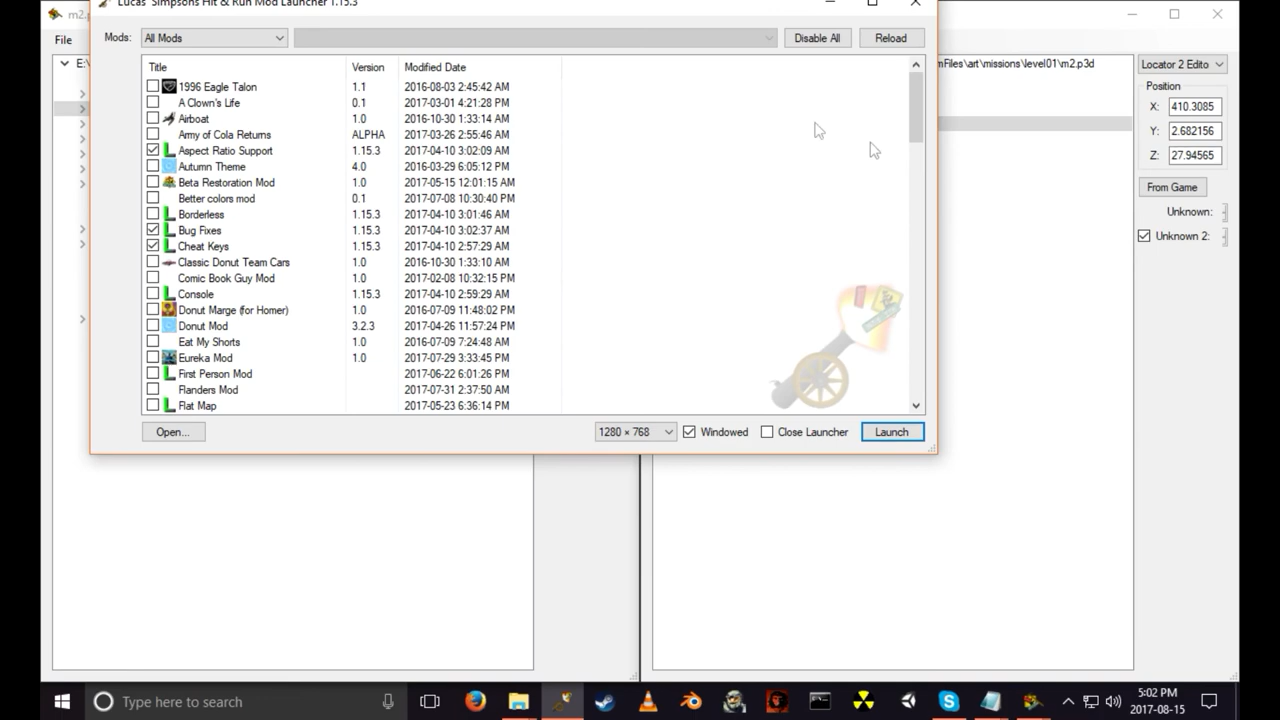 m2.p
Lucas' Simpsons Hit & Run Mod Launcher 1.15.3
File
Mods: All Mods Disable All Reload
E:\
mFiles\art\missions\level01\m2.p3d
Locator 2 Edito
Title Version Modified Date
1996 Eagle Talon 1.1 2016-08-03 2:45:42 AM
A Clown's Life 0.1 2017-03-01 4:21:28 PM
Airboat 1.0 2016-10-30 1:33:14 AM
Army of Cola Returns ALPHA 2017-03-26 2:55:46 AM
Aspect Ratio Support 1.15.3 2017-04-10 3:02:09 AM
Autumn Theme 4.0 2016-03-29 6:05:12 PM
Beta Restoration Mod 1.0 2017-05-15 12:01:15 AM
Better colors mod 0.1 2017-07-08 10:30:40 PM
Borderless 1.15.3 2017-04-10 3:01:46 AM
Bug Fixes 1.15.3 2017-04-10 3:02:37 AM
Cheat Keys 1.15.3 2017-04-10 2:57:29 AM
Classic Donut Team Cars 1.0 2016-10-30 1:33:10 AM
Comic Book Guy Mod 1.0 2017-02-08 10:32:15 PM
Console 1.15.3 2017-04-10 2:59:29 AM
Donut Marge (for Homer) 1.0 2016-07-09 11:48:02 PM
Donut Mod 3.2.3 2017-04-26 11:57:24 PM
Eat My Shorts 1.0 2016-07-09 7:24:48 AM
Eureka Mod 1.0 2017-07-29 3:33:45 PM
First Person Mod 2017-06-22 6:01:26 PM
Flanders Mod 2017-07-31 2:37:50 AM
Flat Map 2017-05-23 6:36:14 PM
Position
X: 410.3085
Y: 2.682156
Z: 27.94565
From Game
Unknown:
Unknown 2:
Open... 1280 × 768 Windowed Close Launcher Launch
Type here to search
5:02 PM
2017-08-15